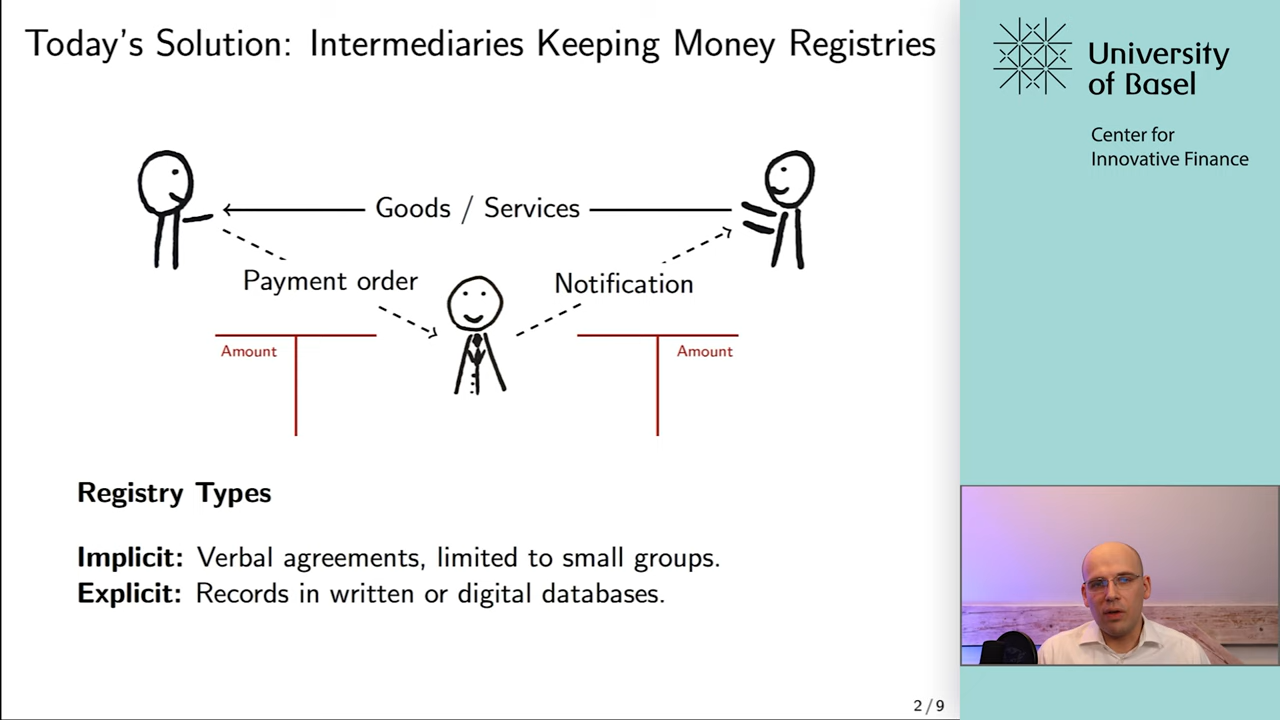 Today's Solution: Intermediaries Keeping Money Registries
University
of Basel
Center for
Innovative Finance
Goods / Services
Payment order
Notification
Amount
Amount
Registry Types
Implicit: Verbal agreements, limited to small groups.
Explicit: Records in written or digital databases.
2 / 9